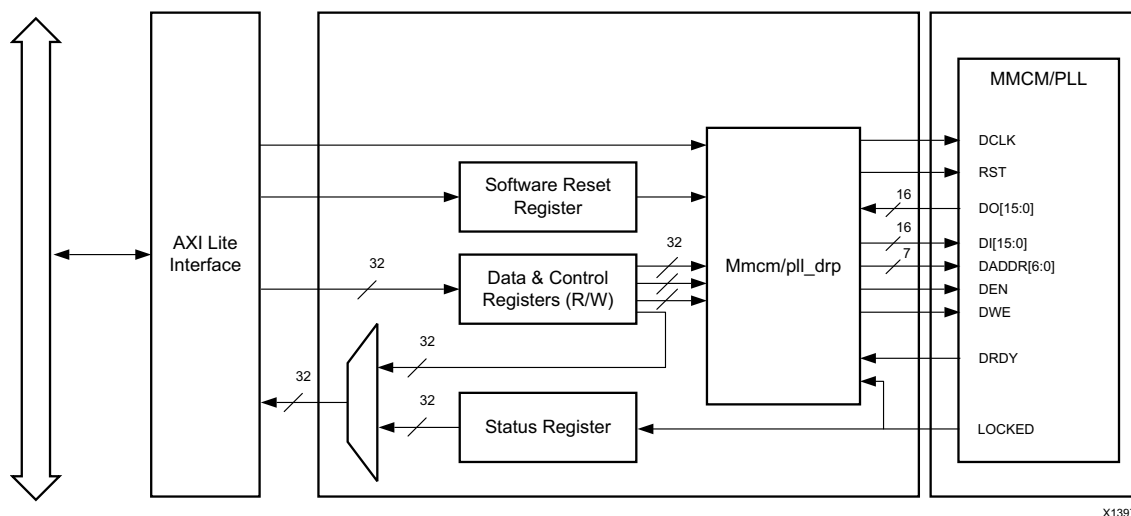 MMCM/PLL
DCLK
Software Reset
Register
RST
16
DO[15:0]
AXI Lite
Interface
16
DI[15:0]
32
32
Data & Control
Registers (R/W)
Mmcm/pll_drp
7
DADDR[6:0]
DEN
DWE
32
DRDY
32
32
Status Register
LOCKED